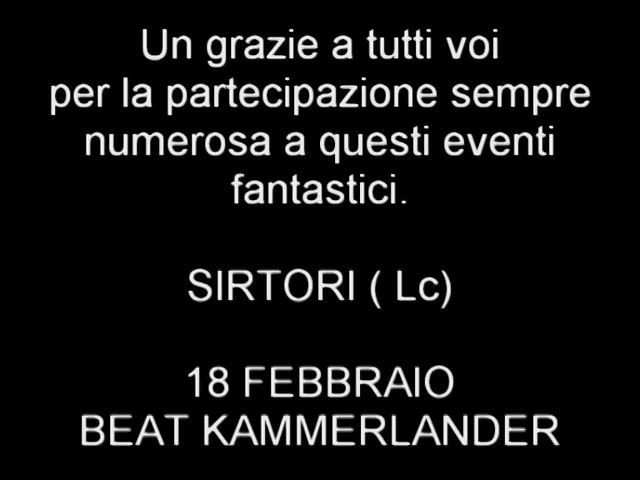 Un grazie a tutti voi
per la partecipazione sempre
numerosa a questi eventi
fantastici.
SIRTORI ( Lc)
18 FEBBRAIO
BEAT KAMMERLANDER